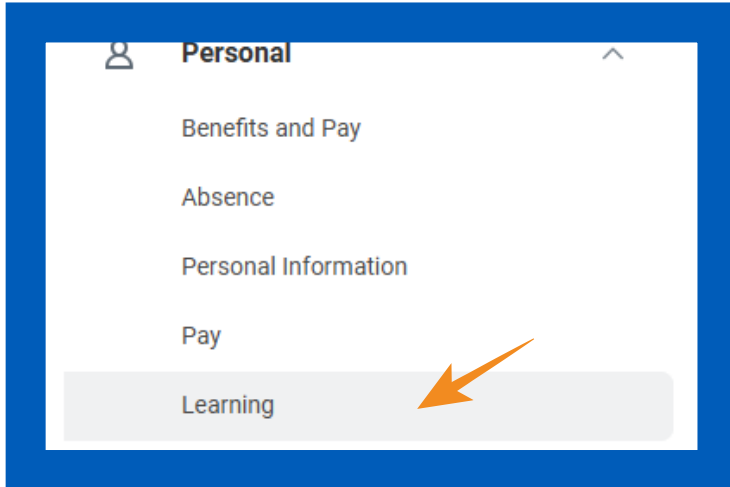 Personal
Benefits and Pay
Absence
Personal Information
Pay
Learning